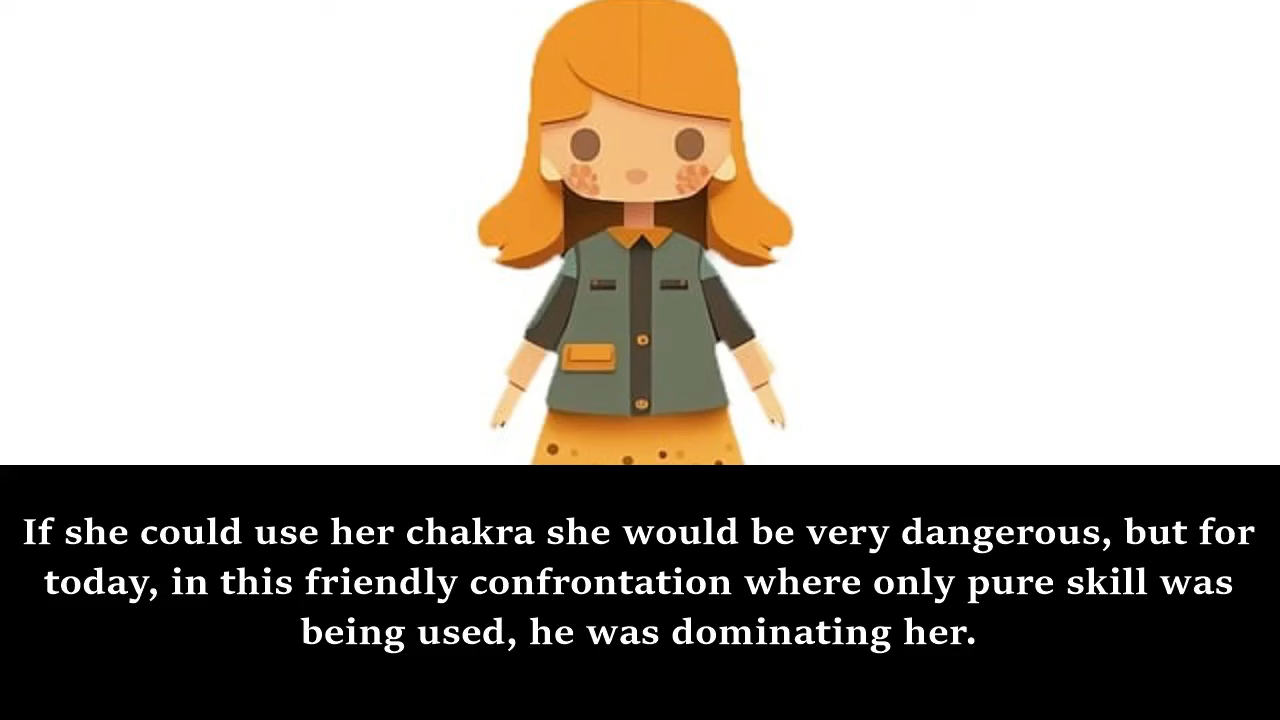 If she could use her chakra she would be very dangerous, but for
today, in this friendly confrontation where only pure skill was
being used, he was dominating her.